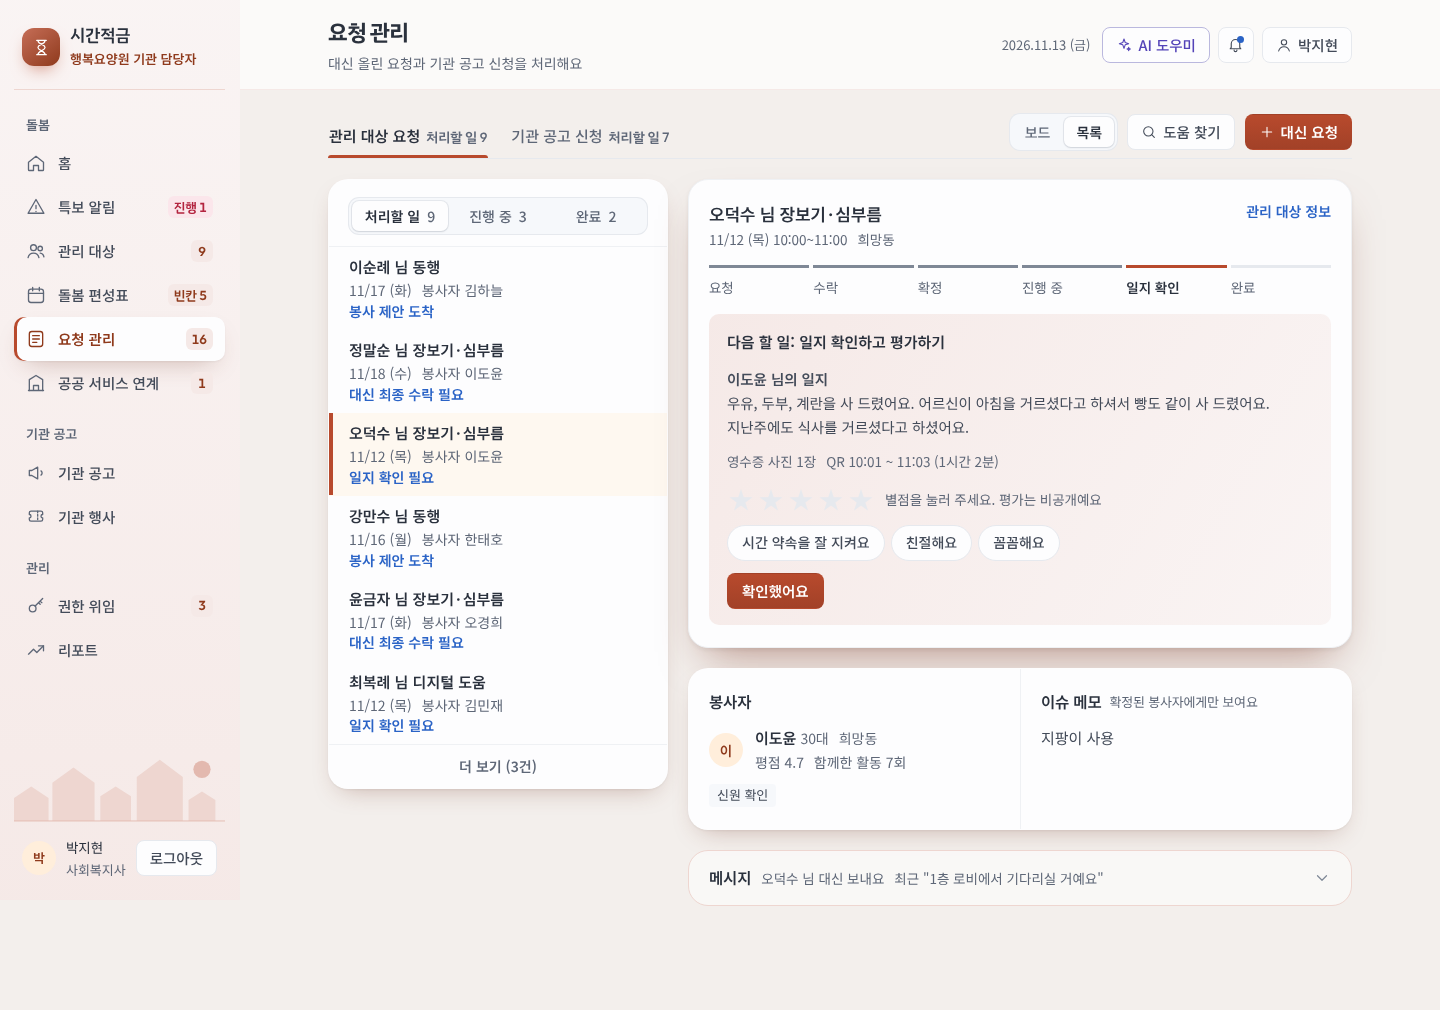 시간적금
행복요양원 기관 담당자
돌봄
홈
특보 알림 진행 1
관리 대상 9
돌봄 편성표 빈칸 5
요청 관리 16
공공 서비스 연계 1
기관 공고
기관 공고
기관 행사
관리
권한 위임 3
리포트
박 박지현
사회복지사
로그아웃
요청 관리
대신 올린 요청과 기관 공고 신청을 처리해요
2026.11.13 (금) AI 도우미 박지현
관리 대상 요청 처리할 일 9 기관 공고 신청 처리할 일 7
보드 목록 도움 찾기 + 대신 요청
처리할 일 9 진행 중 3 완료 2
이순례 님 동행
11/17 (화) 봉사자 김하늘
봉사 제안 도착
정말순 님 장보기·심부름
11/18 (수) 봉사자 이도윤
대신 최종 수락 필요
오덕수 님 장보기·심부름
11/12 (목) 봉사자 이도윤
일지 확인 필요
강만수 님 동행
11/16 (월) 봉사자 한태호
봉사 제안 도착
윤금자 님 장보기·심부름
11/17 (화) 봉사자 오경희
대신 최종 수락 필요
최복례 님 디지털 도움
11/12 (목) 봉사자 김민재
일지 확인 필요
더 보기 (3건)
오덕수 님 장보기·심부름 관리 대상 정보
11/12 (목) 10:00~11:00 희망동
요청 수락 확정 진행 중 일지 확인 완료
다음 할 일: 일지 확인하고 평가하기
이도윤 님의 일지
우유, 두부, 계란을 사 드렸어요. 어르신이 아침을 거르셨다고 하셔서 빵도 같이 사 드렸어요.
지난주에도 식사를 거르셨다고 하셨어요.
영수증 사진 1장 QR 10:01 ~ 11:03 (1시간 2분)
★ ★ ★ ★ ★ 별점을 눌러 주세요. 평가는 비공개예요
시간 약속을 잘 지켜요 친절해요 꼼꼼해요
확인했어요
봉사자
이 이도윤 30대 희망동
평점 4.7 함께한 활동 7회
신원 확인
이슈 메모 확정된 봉사자에게만 보여요
지팡이 사용
메시지 오덕수 님 대신 보내요 최근 "1층 로비에서 기다리실 거예요"